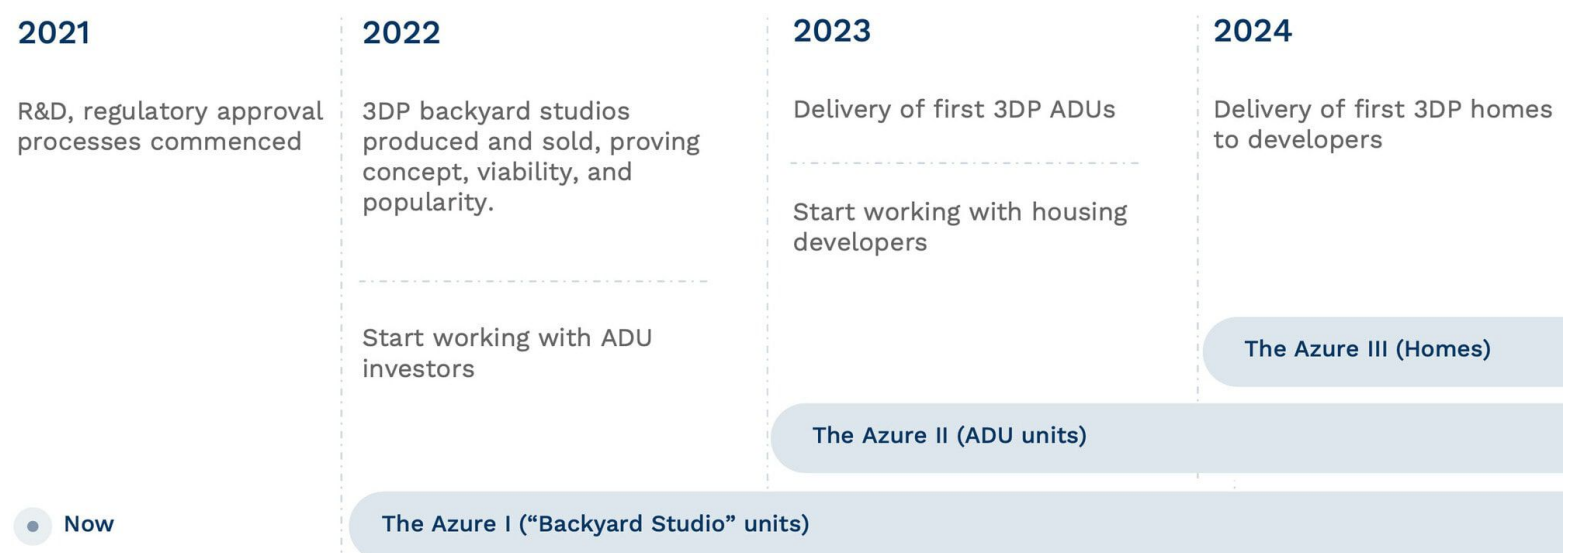 2021
R&D, regulatory approval
processes commenced
Now
2022
3DP backyard studios
produced and sold, proving
concept, viability, and
popularity.
Start working with ADU
investors
2023
Delivery of first 3DP ADUs
Start working with housing
developers
2024
Delivery of first 3DP homes
to developers
The Azure III (Homes)
The Azure II (ADU units)
The Azure I (“Backyard Studio” units)